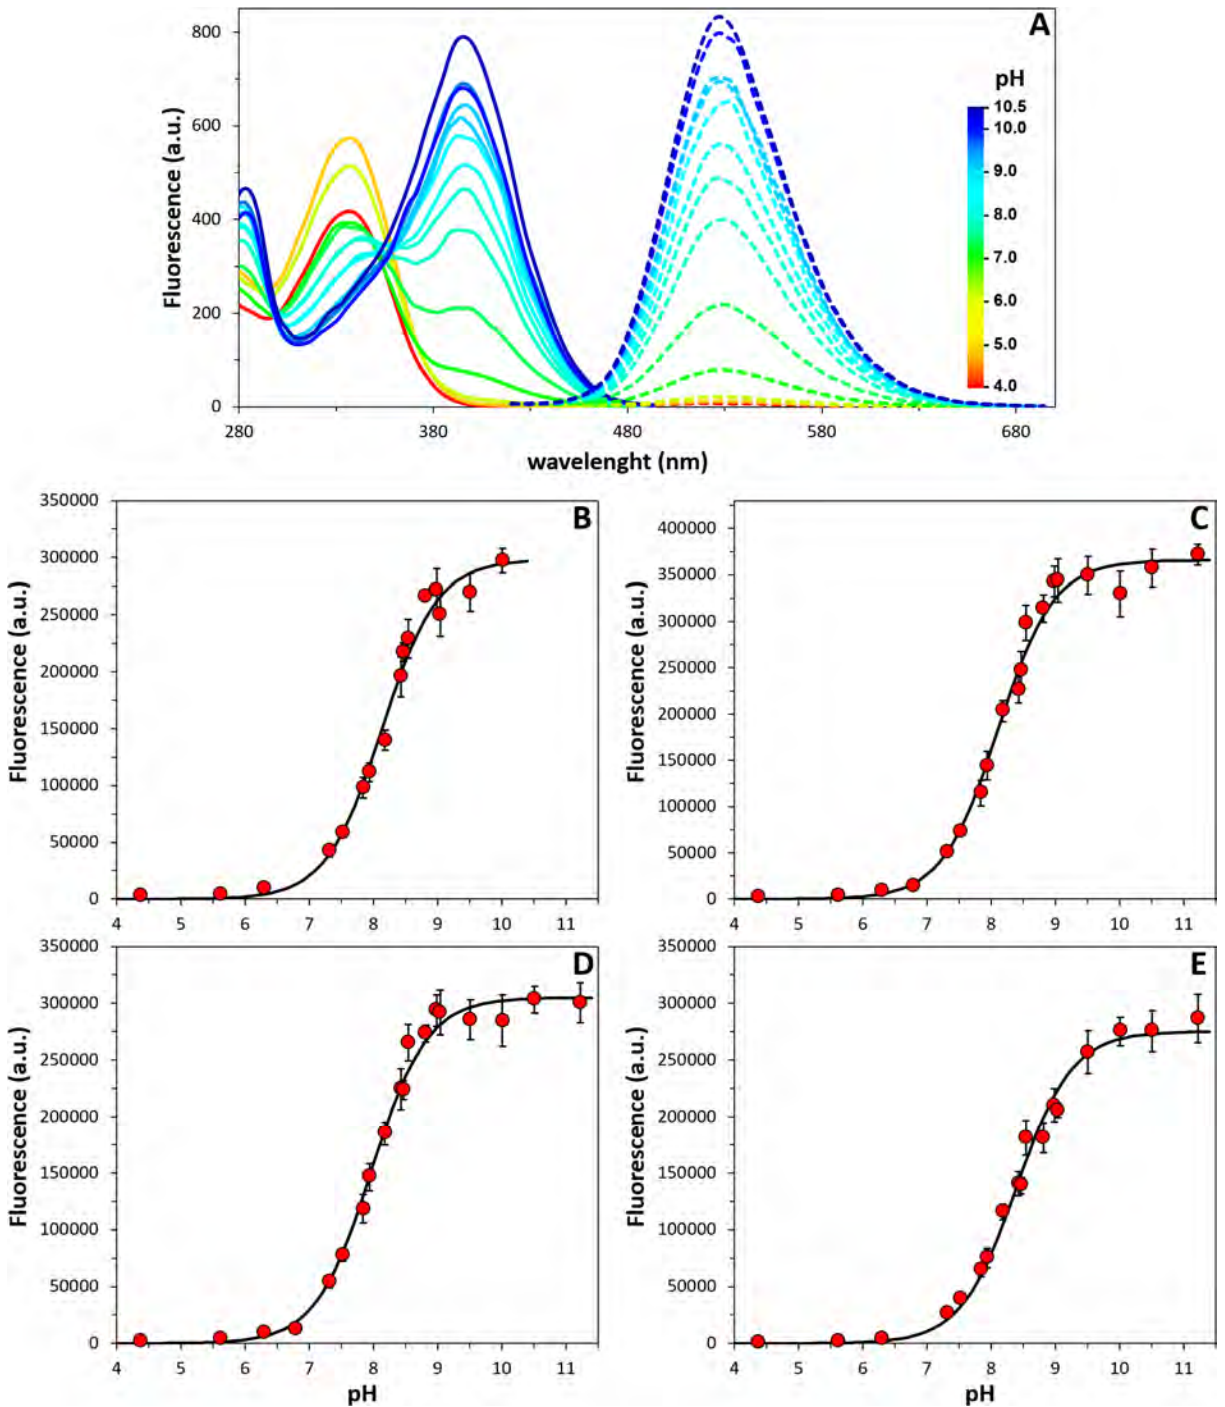 A
Fluorescence (a.u.)
800
600
400
200
0
280
380
480
580
680
wavelenght (nm)
pH
10.5
10.0
9.0
8.0
7.0
6.0
5.0
4.0
B
Fluorescence (a.u.)
350000
300000
250000
200000
150000
100000
50000
0
4 5 6 7 8 9 10 11
C
Fluorescence (a.u.)
400000
350000
300000
250000
200000
150000
100000
50000
0
4 5 6 7 8 9 10 11
D
Fluorescence (a.u.)
350000
300000
250000
200000
150000
100000
50000
0
4 5 6 7 8 9 10 11
pH
E
Fluorescence (a.u.)
350000
300000
250000
200000
150000
100000
50000
0
4 5 6 7 8 9 10 11
pH